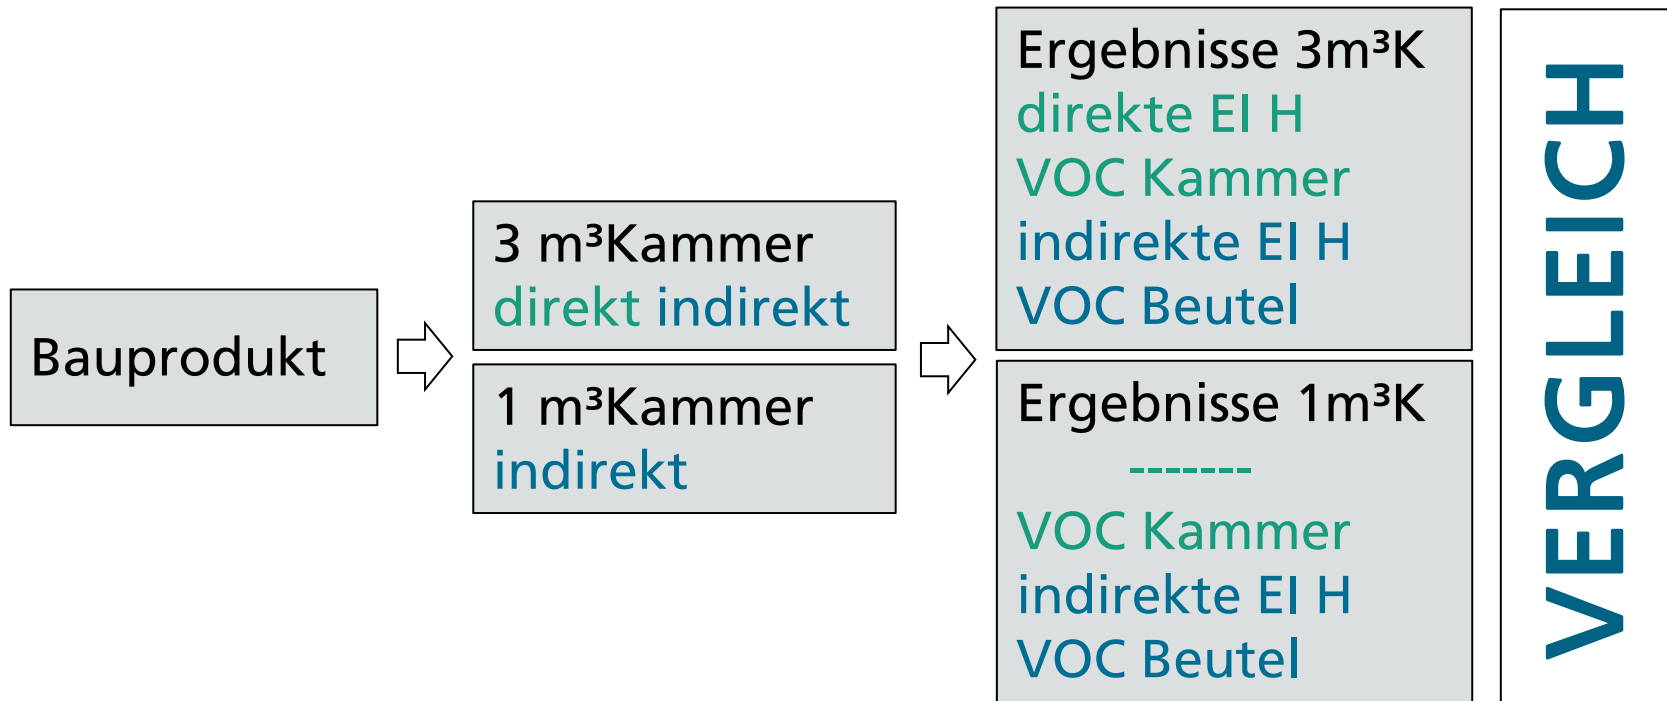 Bauprodukt
3 m³Kammer
direkt indirekt
1 m³Kammer
indirekt
Ergebnisse 3m³K
direkte EI H
VOC Kammer
indirekte EI H
VOC Beutel
Ergebnisse 1m³K
-------
VOC Kammer
indirekte EI H
VOC Beutel
VERGLEICH